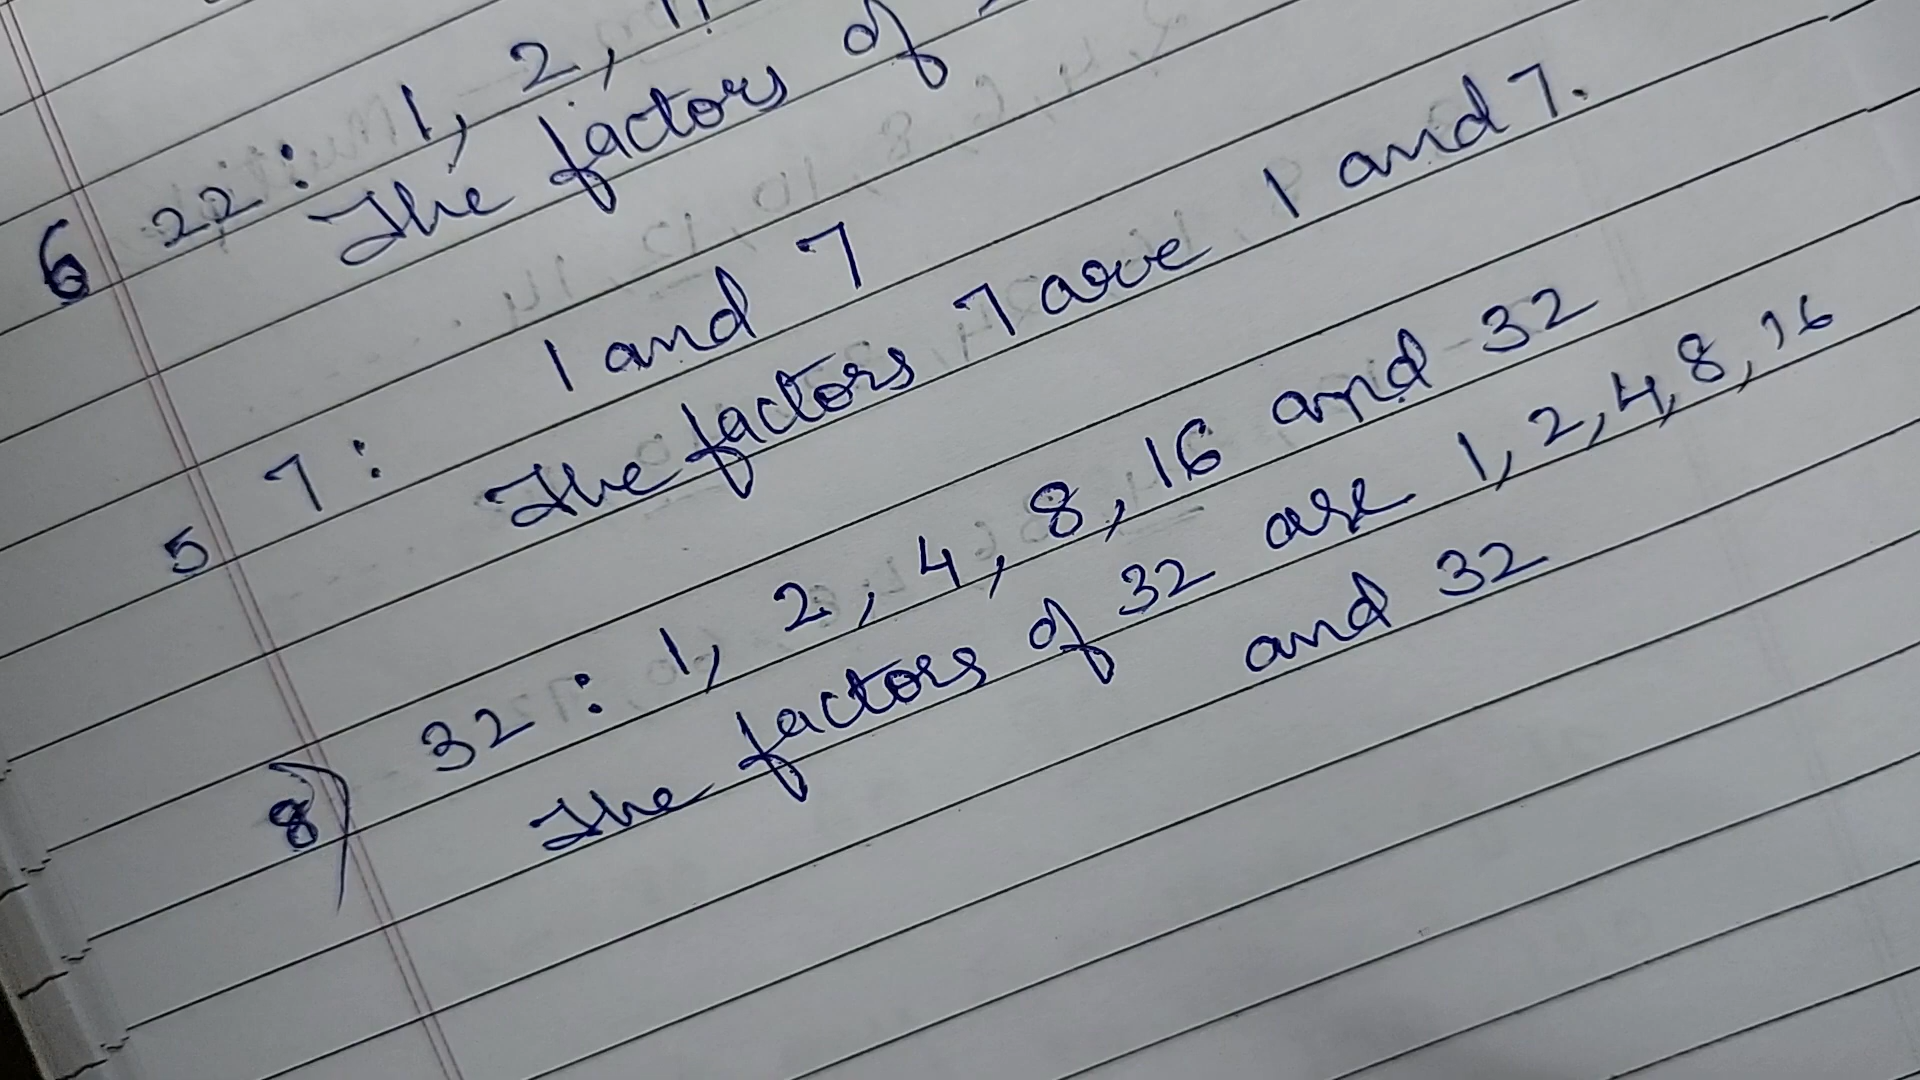 6 22 : 1, 2, 11
The factors of
5 7 : 1 and 7
The factors 7 are 1 and 7.
8) 32 : 1, 2, 4, 8, 16 and 32
The factors of 32 are 1, 2, 4, 8, 16
and 32